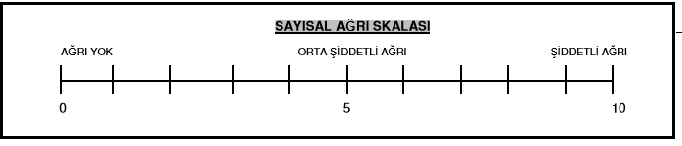 SAYISAL AĞRI SKALASI
AĞRI YOK ORTA ŞİDDETLİ AĞRI ŞİDDETLİ AĞRI
0 5 10